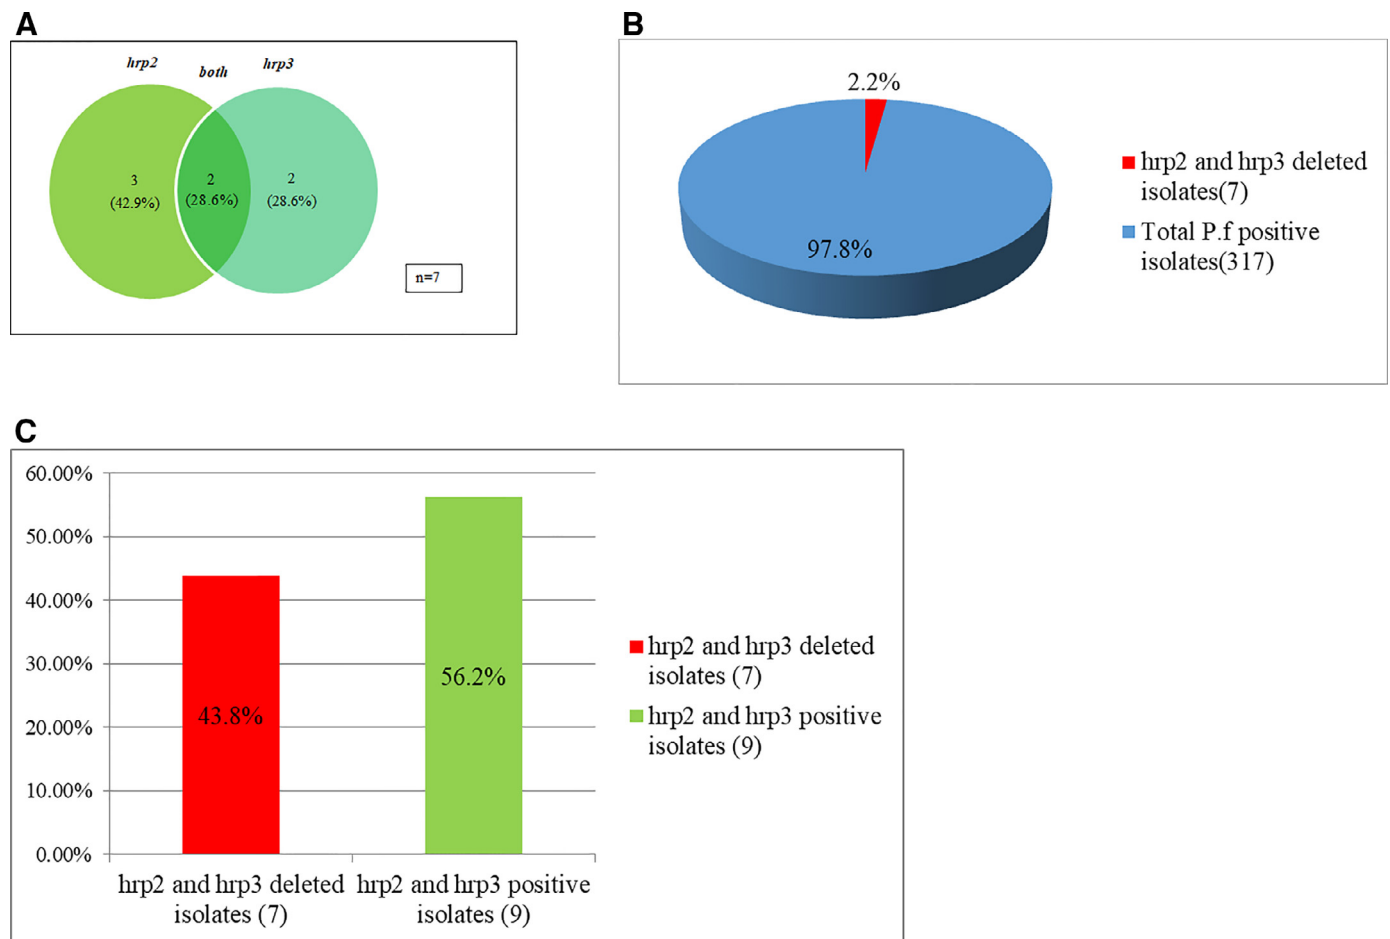 A
hrp2
both
hrp3
3
(42.9%)
2
(28.6%)
2
(28.6%)
n=7
B
2.2%
97.8%
hrp2 and hrp3 deleted
isolates(7)
Total P.f positive
isolates(317)
C
60.00%
50.00%
40.00%
30.00%
20.00%
10.00%
0.00%
43.8%
56.2%
hrp2 and hrp3 deleted
isolates (7)
hrp2 and hrp3 positive
isolates (9)
hrp2 and hrp3 deleted
isolates (7)
hrp2 and hrp3 positive
isolates (9)